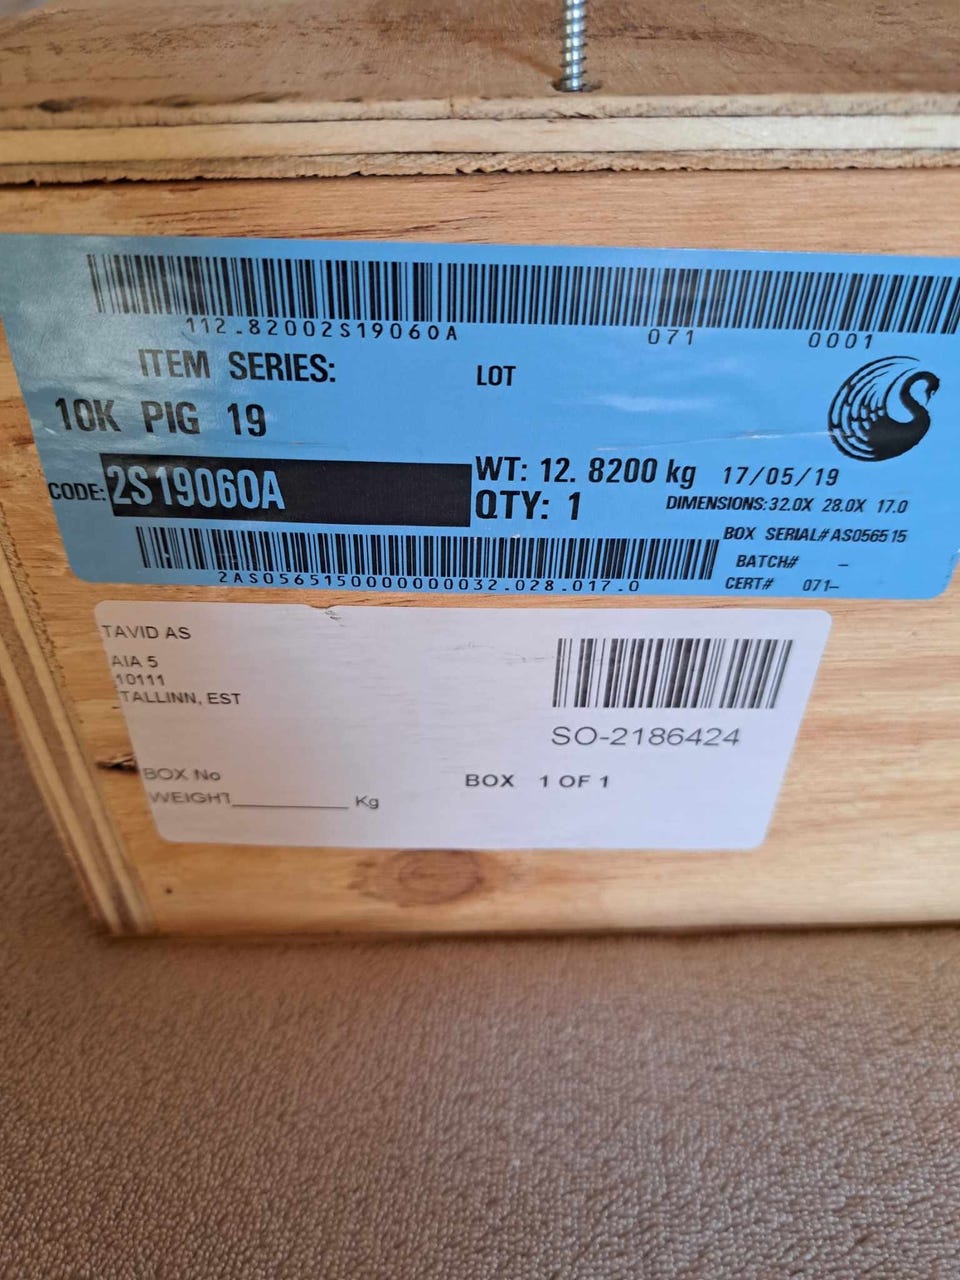 112.82002S19060A 071 0001
ITEM SERIES: LOT
10K PIG 19
CODE: 2S19060A
WT: 12.8200 kg 17/05/19
QTY: 1 DIMENSIONS:32.0X 28.0X 17.0
BOX SERIAL# AS056515
BATCH# -
CERT# 071-
2AS0565150000000032.028.017.0
TAVID AS
AIA 5
10111
TALLINN, EST
SO-2186424
BOX No BOX 1 OF 1
WEIGHT__________ Kg